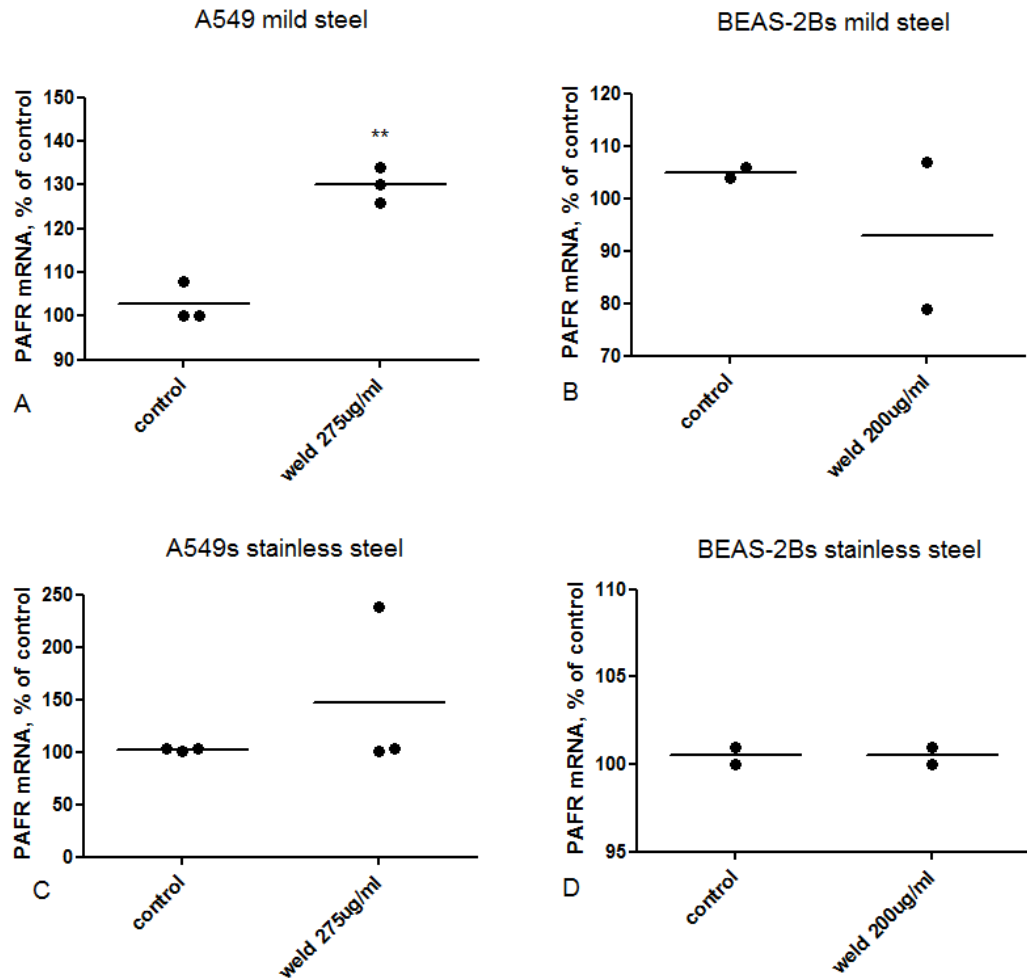 A549 mild steel
PAFR mRNA, % of control
150
140
130
120
110
100
90
**
control
weld 275ug/ml
A
BEAS-2Bs mild steel
PAFR mRNA, % of control
120
110
100
90
80
70
control
weld 200ug/ml
B
A549s stainless steel
PAFR mRNA, % of control
250
200
150
100
50
0
control
weld 275ug/ml
C
BEAS-2Bs stainless steel
PAFR mRNA, % of control
110
105
100
95
control
weld 200ug/ml
D